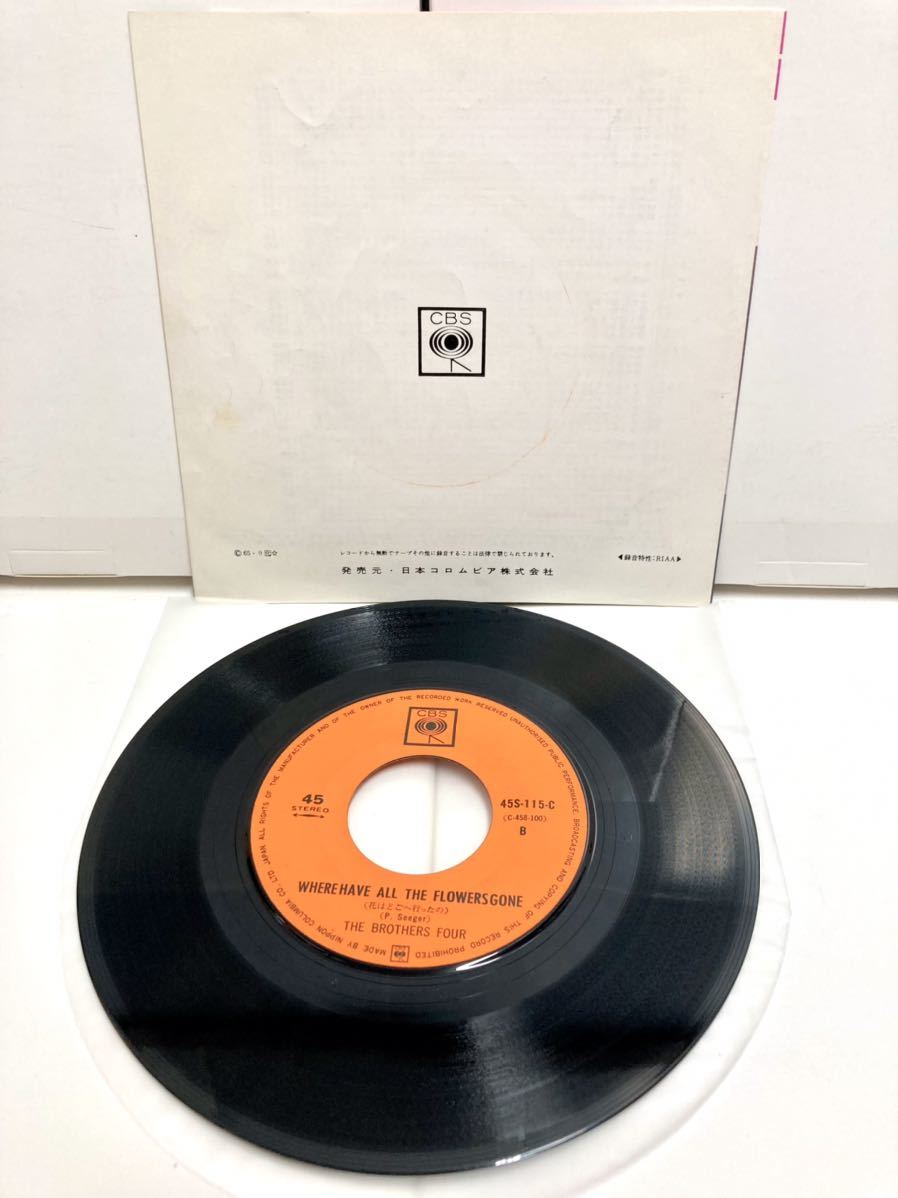 CBS
Ⓒ65・9
レコードから無断でテープその他に録音することは法律で禁じられております。
◀録音特性:RIAA▶
発売元・日本コロムビア株式会社
CBS
45
STEREO
45S-115-C
(C-458-100)
B
WHERE HAVE ALL THE FLOWERSGONE
(花はどこへ行ったの)
(P. Seeger)
THE BROTHERS FOUR
MADE BY NIPPON COLUMBIA CO., LTD. JAPAN. ALL RIGHTS OF THE MANUFACTURER AND OF THE OWNER OF THE RECORDED WORK RESERVED UNAUTHORISED PUBLIC PERFORMANCE BROADCASTING AND COPYING OF THIS RECORD PROHIBITED